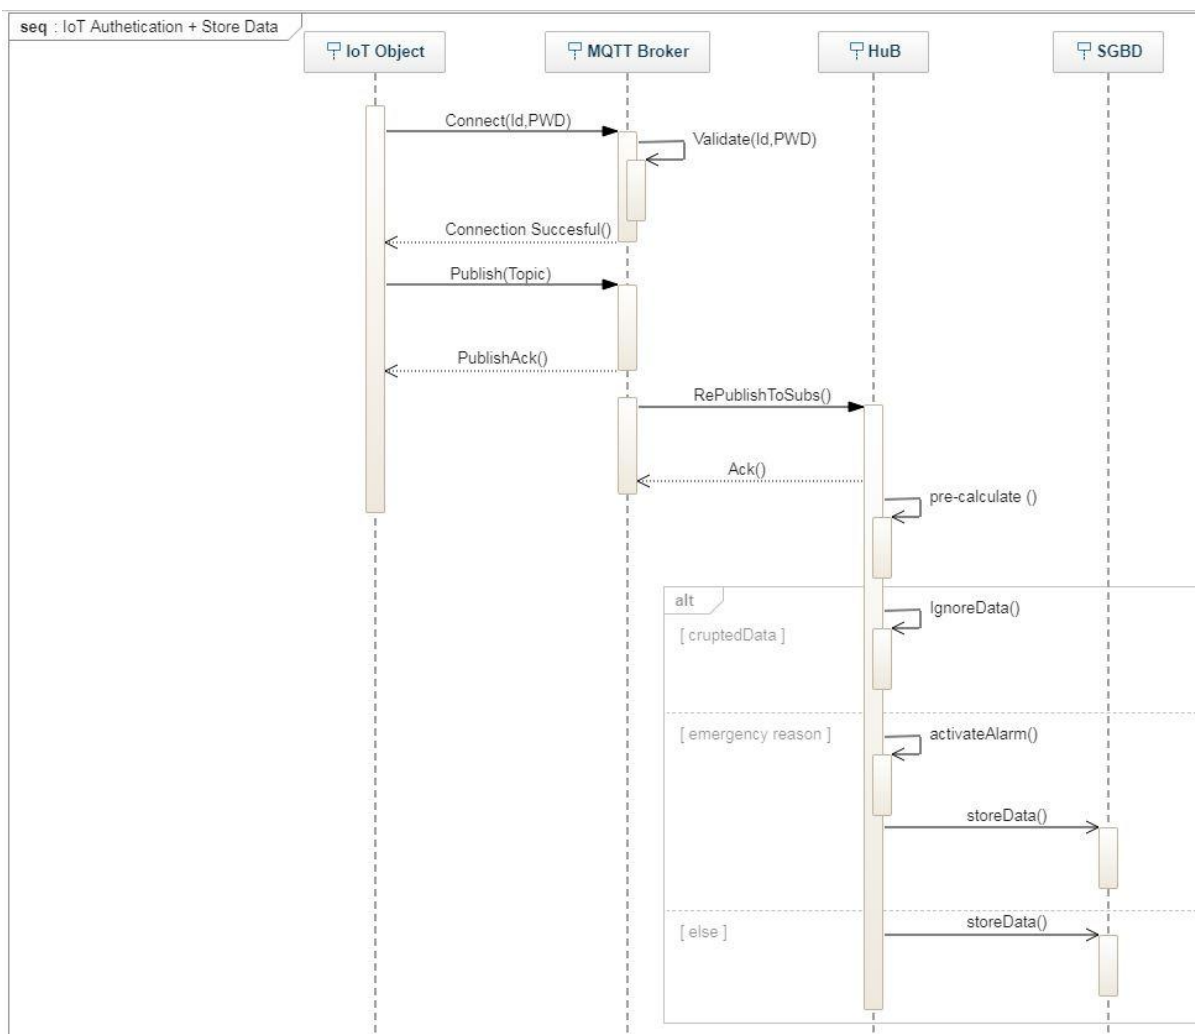 seq : IoT Authetication + Store Data
IoT Object
MQTT Broker
HuB
SGBD
Connect(Id,PWD)
Validate(Id,PWD)
Connection Succesful()
Publish(Topic)
PublishAck()
RePublishToSubs()
Ack()
pre-calculate ()
alt
IgnoreData()
[ cruptedData ]
[ emergency reason ]
activateAlarm()
storeData()
storeData()
[ else ]